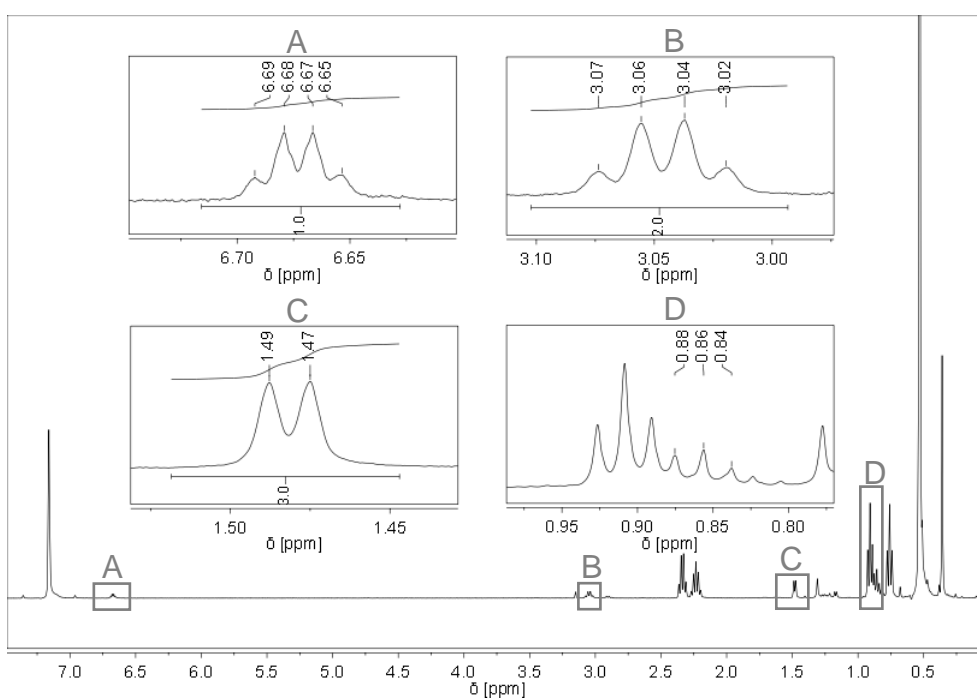 A
6.69
6.68
6.67
6.65
1.0
6.70 6.65
δ [ppm]
B
3.07
3.06
3.04
3.02
2.0
3.10 3.05 3.00
δ [ppm]
C
1.49
1.47
3.0
1.50 1.45
δ [ppm]
D
0.88
0.86
0.84
0.95 0.90 0.85 0.80
δ [ppm]
A
B
C
D
7.0 6.5 6.0 5.5 5.0 4.5 4.0 3.5 3.0 2.5 2.0 1.5 1.0 0.5 0.0
δ [ppm]